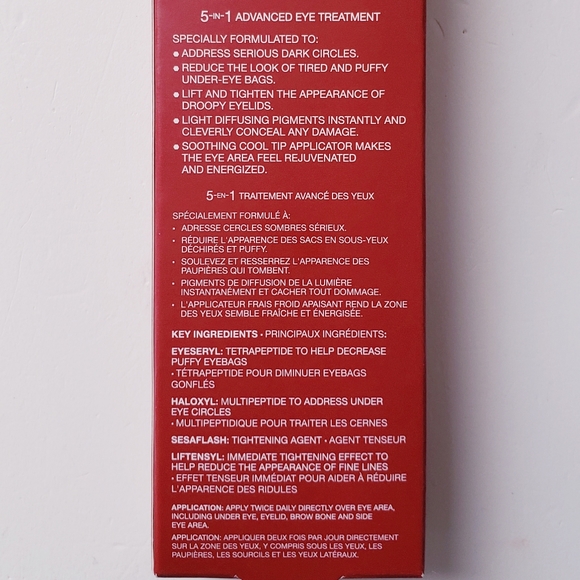 5-IN-1 ADVANCED EYE TREATMENT
SPECIALLY FORMULATED TO:
• ADDRESS SERIOUS DARK CIRCLES.
• REDUCE THE LOOK OF TIRED AND PUFFY
UNDER-EYE BAGS.
• LIFT AND TIGHTEN THE APPEARANCE OF
DROOPY EYELIDS.
• LIGHT DIFFUSING PIGMENTS INSTANTLY AND
CLEVERLY CONCEAL ANY DAMAGE.
• SOOTHING COOL TIP APPLICATOR MAKES
THE EYE AREA FEEL REJUVENATED
AND ENERGIZED.
5-EN-1 TRAITEMENT AVANCÉ DES YEUX
SPÉCIALEMENT FORMULÉ À:
• ADRESSE CERCLES SOMBRES SÉRIEUX.
• RÉDUIRE L'APPARENCE DES SACS EN SOUS-YEUX
DÉCHIRÉS ET PUFFY.
• SOULEVEZ ET RESSERREZ L'APPARENCE DES
PAUPIÈRES QUI TOMBENT.
• PIGMENTS DE DIFFUSION DE LA LUMIÈRE
INSTANTANÉMENT ET CACHER TOUT DOMMAGE.
• L'APPLICATEUR FRAIS FROID APAISANT REND LA ZONE
DES YEUX SEMBLE FRAÎCHE ET ÉNERGISÉE.
KEY INGREDIENTS • PRINCIPAUX INGRÉDIENTS:
EYESERYL: TETRAPEPTIDE TO HELP DECREASE
PUFFY EYEBAGS
• TÉTRAPEPTIDE POUR DIMINUER EYEBAGS
GONFLÉS
HALOXYL: MULTIPEPTIDE TO ADDRESS UNDER
EYE CIRCLES
• MULTIPEPTIDIQUE POUR TRAITER LES CERNES
SESAFLASH: TIGHTENING AGENT • AGENT TENSEUR
LIFTENSYL: IMMEDIATE TIGHTENING EFFECT TO
HELP REDUCE THE APPEARANCE OF FINE LINES
• EFFET TENSEUR IMMÉDIAT POUR AIDER À RÉDUIRE
L'APPARENCE DES RIDULES
APPLICATION: APPLY TWICE DAILY DIRECTLY OVER EYE AREA,
INCLUDING UNDER EYE, EYELID, BROW BONE AND SIDE
EYE AREA.
APPLICATION: APPLIQUER DEUX FOIS PAR JOUR DIRECTEMENT
SUR LA ZONE DES YEUX, Y COMPRIS SOUS LES YEUX, LES
PAUPIÈRES, LES SOURCILS ET LES YEUX LATÉRAUX.